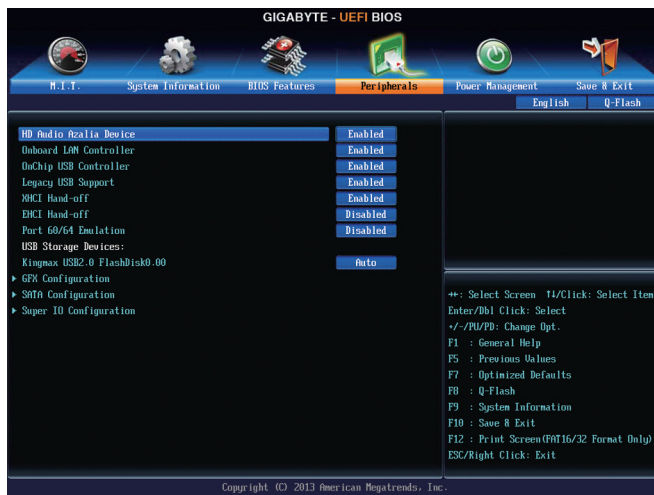 GIGABYTE - UEFI BIOS
M.I.T. System Information BIOS Features Peripherals Power Management Save & Exit
English Q-Flash
HD Audio Azalia Device Enabled
Onboard LAN Controller Enabled
OnChip USB Controller Enabled
Legacy USB Support Enabled
XHCI Hand-off Enabled
EHCI Hand-off Disabled
Port 60/64 Emulation Disabled
USB Storage Devices:
Kingmax USB2.0 FlashDisk0.00 Auto
GFX Configuration
SATA Configuration
Super IO Configuration
→←: Select Screen ↑↓/Click: Select Item
Enter/Dbl Click: Select
+/-/PU/PD: Change Opt.
F1 : General Help
F5 : Previous Values
F7 : Optimized Defaults
F8 : Q-Flash
F9 : System Information
F10 : Save & Exit
F12 : Print Screen(FAT16/32 Format Only)
ESC/Right Click: Exit
Copyright (C) 2013 American Megatrends, Inc.